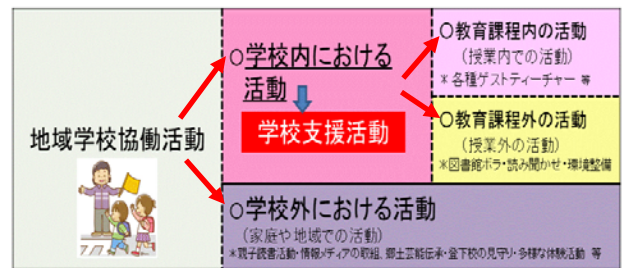 地域学校協働活動
○学校内における
活動
学校支援活動
○教育課程内の活動
(授業内での活動)
*各種ゲストティーチャー 等
○教育課程外の活動
(授業外の活動)
*図書館ボラ・読み聞かせ・環境整備
○学校外における活動
(家庭や地域での活動)
*親子読書活動・情報メディアの取組、郷土芸能伝承・登下校の見守り・多様な体験活動 等